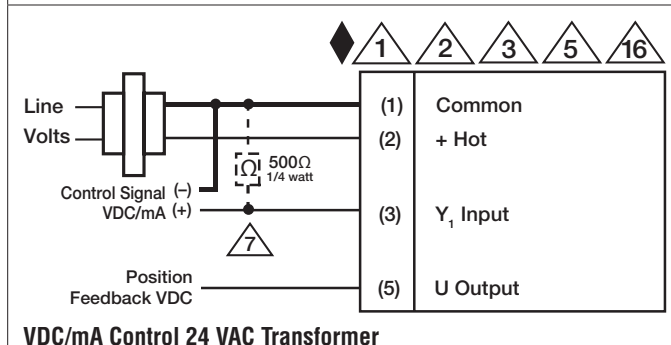 1 2 3 5 16
Line
Volts
(1) Common
(2) + Hot
Ω 500Ω
1/4 watt
Control Signal (–)
VDC/mA (+)
(3) Y1 Input
7
Position
Feedback VDC
(5) U Output
VDC/mA Control 24 VAC Transformer